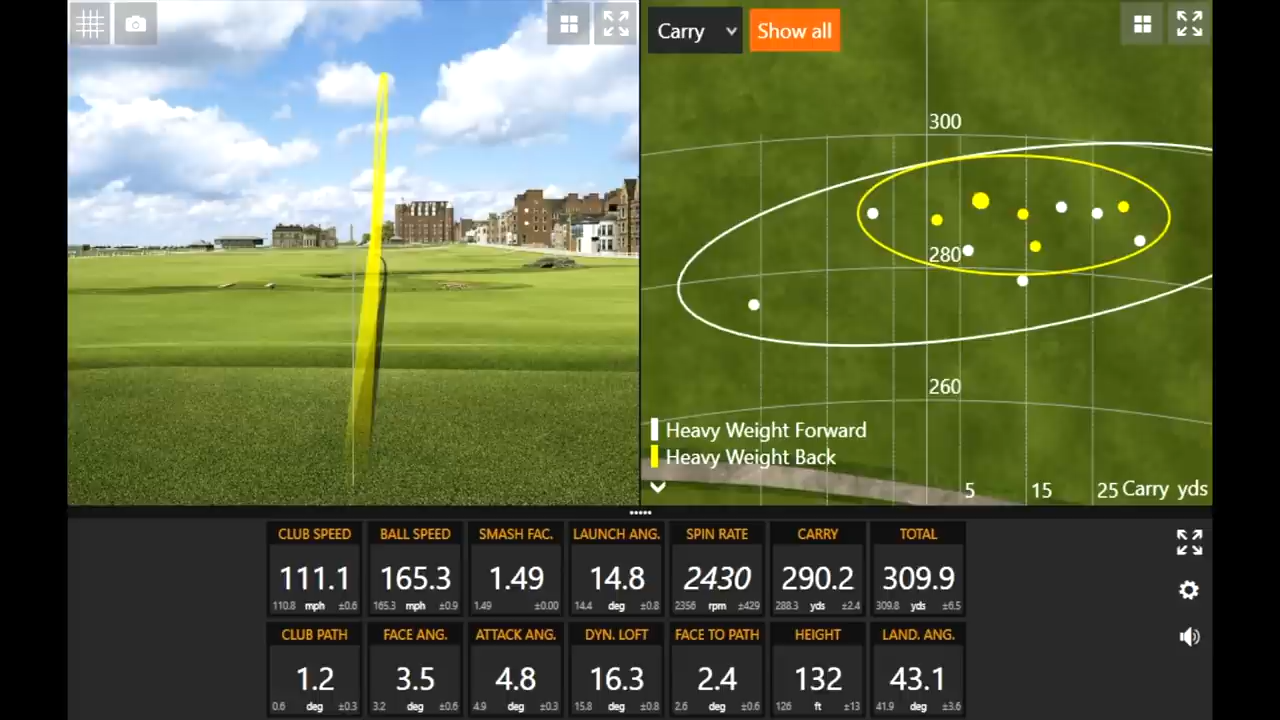 Carry
Show all
300
280
260
Heavy Weight Forward
Heavy Weight Back
5 15 25 Carry yds
CLUB SPEED BALL SPEED SMASH FAC. LAUNCH ANG. SPIN RATE CARRY TOTAL
111.1 165.3 1.49 14.8 2430 290.2 309.9
110.8 mph ±0.6 165.3 mph ±0.9 1.49 ±0.00 14.4 deg ±0.8 2356 rpm ±429 288.3 yds ±2.4 309.8 yds ±6.5
CLUB PATH FACE ANG. ATTACK ANG. DYN. LOFT FACE TO PATH HEIGHT LAND. ANG.
1.2 3.5 4.8 16.3 2.4 132 43.1
0.6 deg ±0.3 3.2 deg ±0.6 4.9 deg ±0.3 15.8 deg ±0.8 2.6 deg ±0.6 126 ft ±13 41.9 deg ±3.6